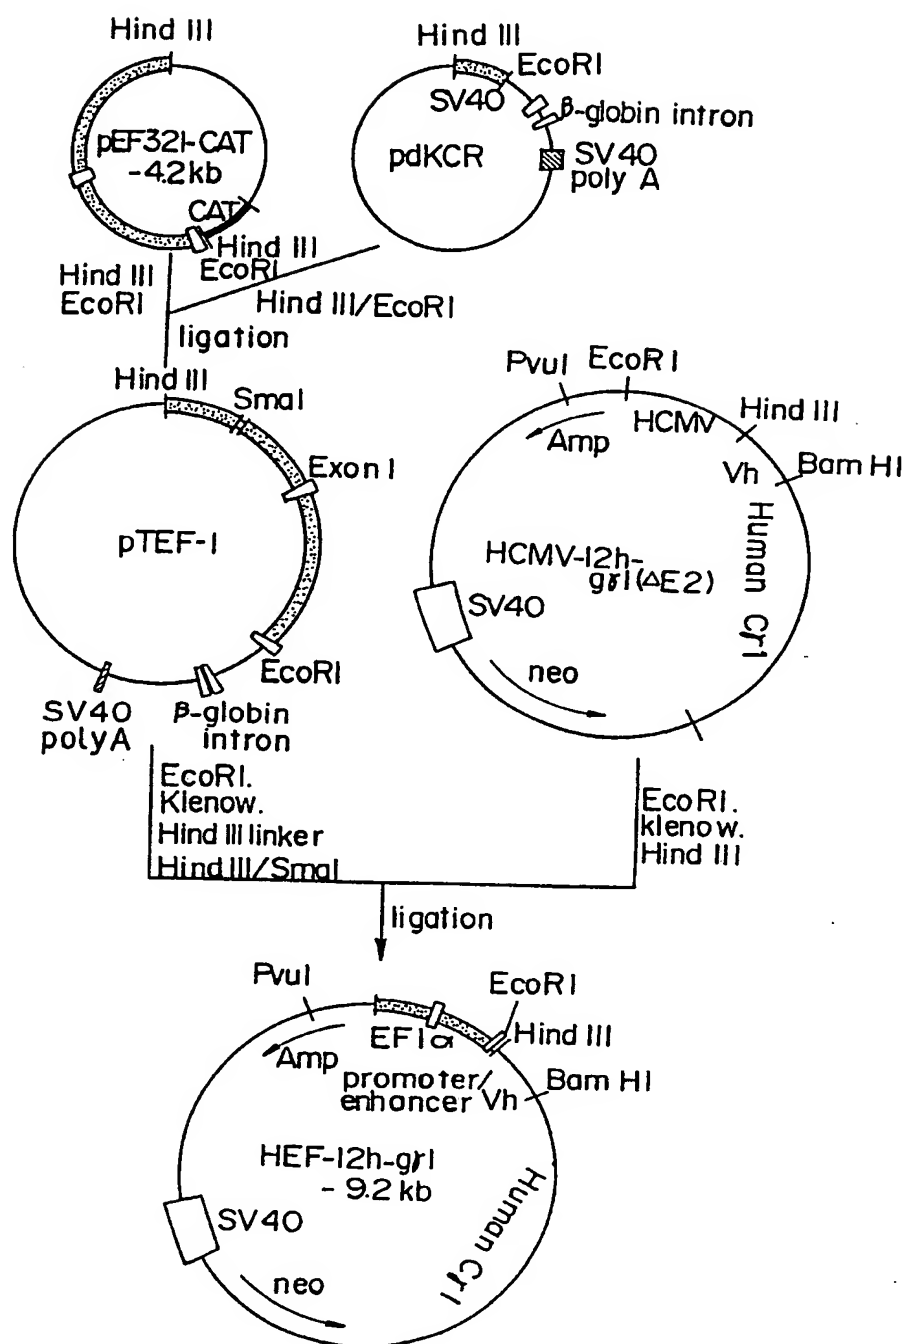 Hind III
pEF321-CAT
-4.2kb
CAT
Hind III
EcoRI
Hind III
EcoRI
SV40
β-globin intron
pdKCR
SV40
poly A
Hind III
EcoRI
Hind III/EcoRI
ligation
Hind III
SmaI
Exon I
pTEF-1
EcoRI
SV40
polyA
β-globin
intron
PvuI
EcoRI
HCMV
Hind III
Amp
Vh
Bam HI
Human Cγ1
HCMV-12h-
gγ1(ΔE2)
SV40
neo
EcoRI.
Klenow.
Hind III linker
Hind III/SmaI
EcoRI.
klenow.
Hind III
ligation
PvuI
EcoRI
EF1α
Hind III
Amp
promoter/
enhancer
Vh
Bam HI
HEF-12h-gγ1
- 9.2 kb
Human Cγ1
SV40
neo